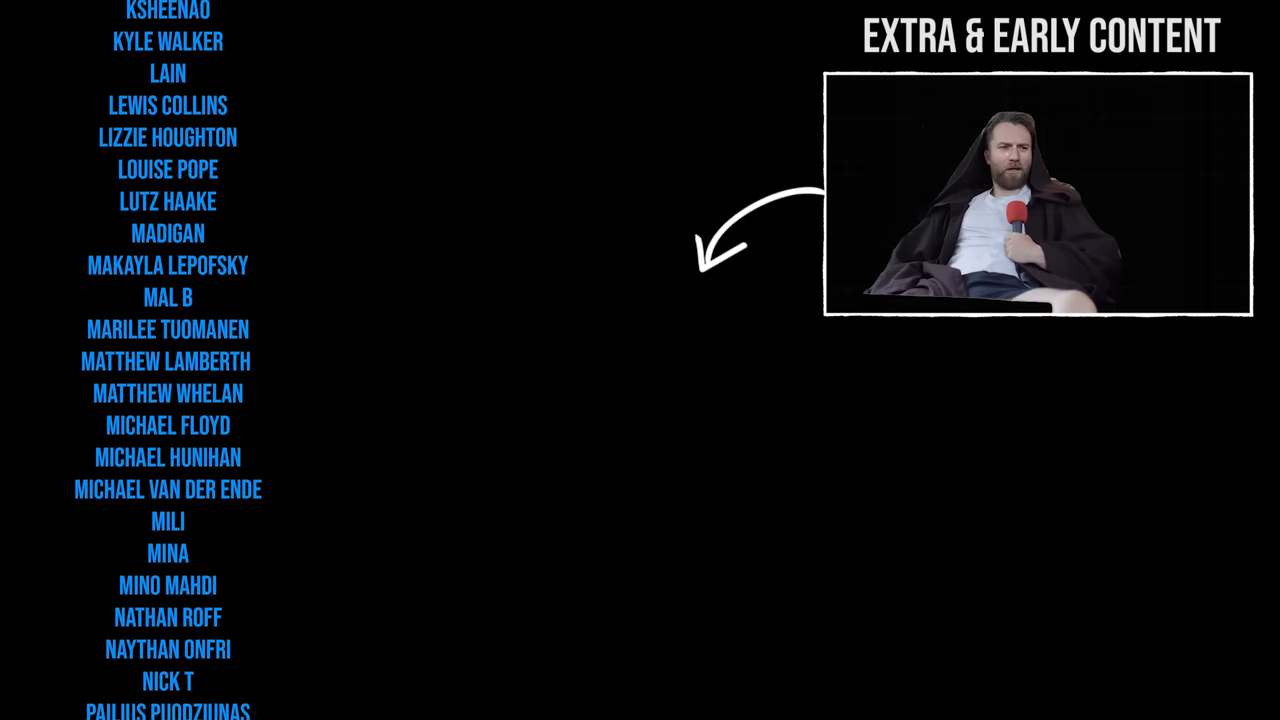 KSHEENAO
KYLE WALKER
LAIN
LEWIS COLLINS
LIZZIE HOUGHTON
LOUISE POPE
LUTZ HAAKE
MADIGAN
MAKAYLA LEPOFSKY
MAL B
MARILEE TUOMANEN
MATTHEW LAMBERTH
MATTHEW WHELAN
MICHAEL FLOYD
MICHAEL HUNIHAN
MICHAEL VAN DER ENDE
MILI
MINA
MINO MAHDI
NATHAN ROFF
NAYTHAN ONFRI
NICK T
PAULIUS PUODZIUNAS
EXTRA & EARLY CONTENT